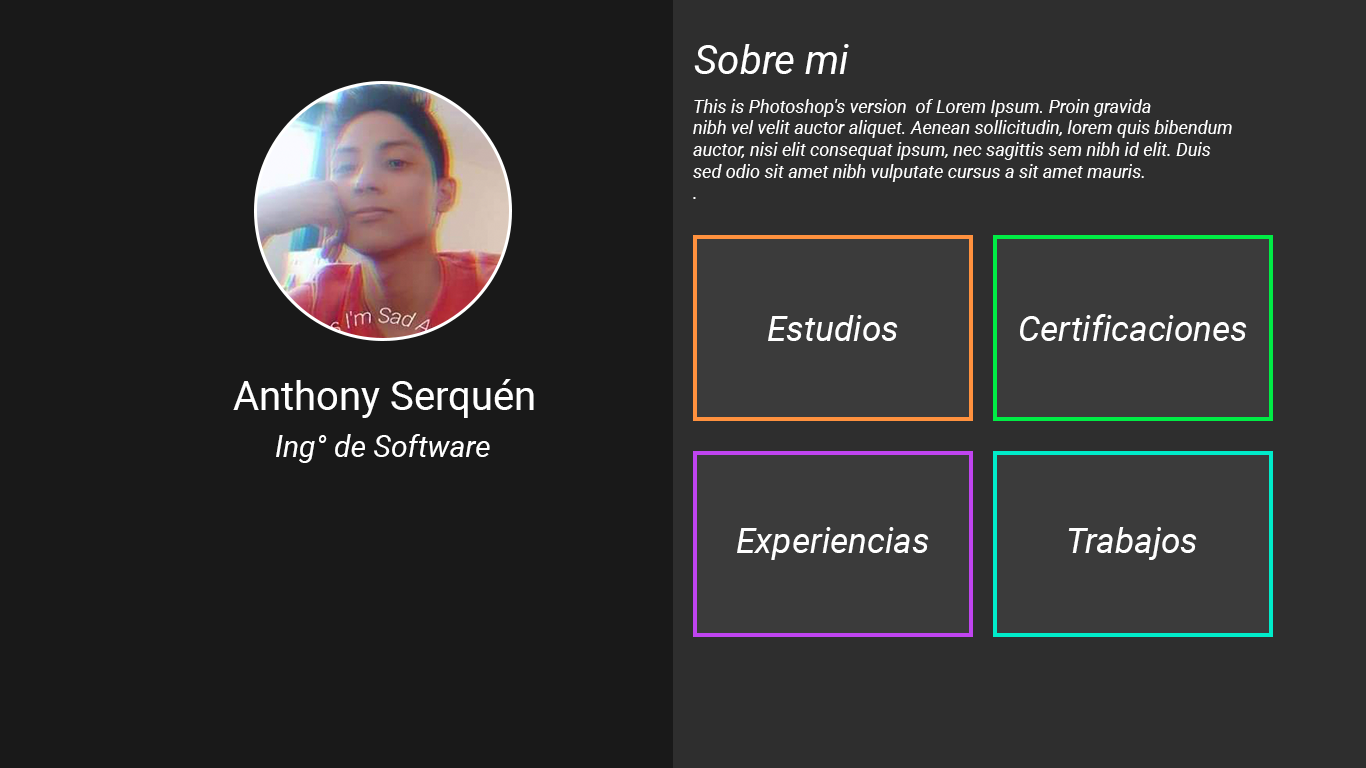 s I'm Sad A
Anthony Serquén
Ing° de Software
Sobre mi
This is Photoshop's version  of Lorem Ipsum. Proin gravida
nibh vel velit auctor aliquet. Aenean sollicitudin, lorem quis bibendum
auctor, nisi elit consequat ipsum, nec sagittis sem nibh id elit. Duis
sed odio sit amet nibh vulputate cursus a sit amet mauris.
.
Estudios
Certificaciones
Experiencias
Trabajos